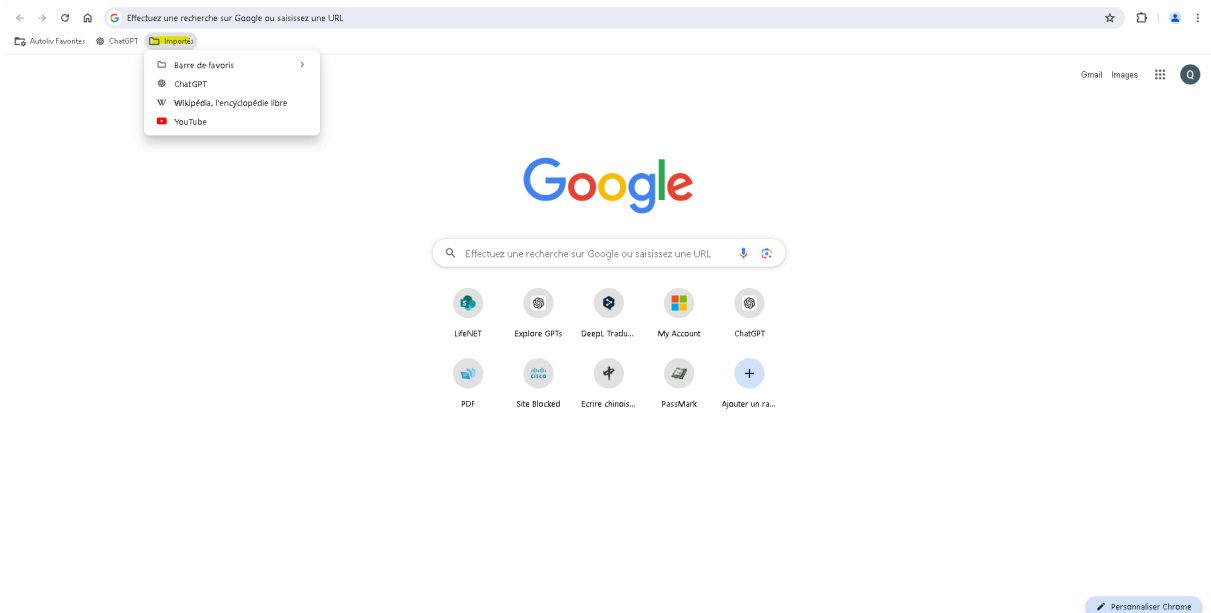 Effectuez une recherche sur Google ou saisissez une URL
Autoliv Favorites ChatGPT Importés
Barre de favoris
ChatGPT
Wikipédia, l'encyclopédie libre
YouTube
Gmail Images Q
Google
Effectuez une recherche sur Google ou saisissez une URL
LifeNET Explore GPTs DeepL Tradu... My Account ChatGPT
PDF Site Blocked Ecrire chinois... PassMark Ajouter un ra...
Personnaliser Chrome